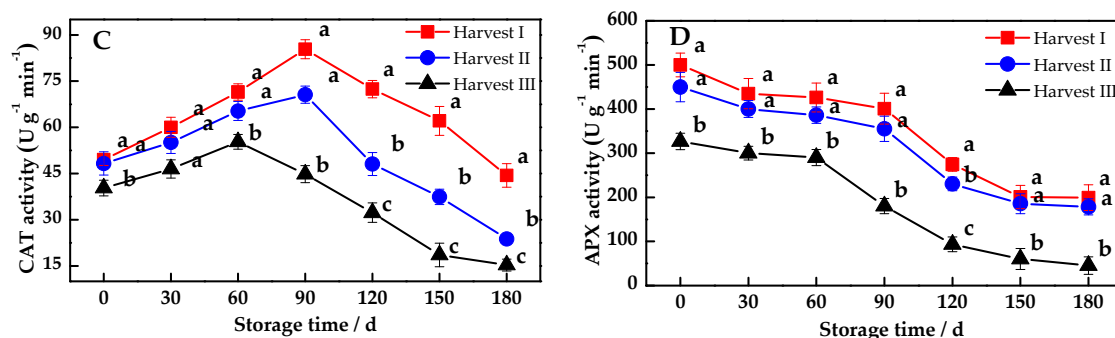 C
CAT activity (U g-1 min-1)
90
75
60
45
30
15
Harvest I
Harvest II
Harvest III
a a a a a a a
a a a a b b b
b a b b c c c
0 30 60 90 120 150 180
Storage time / d
D
APX activity (U g-1 min-1)
600
500
400
300
200
100
0
Harvest I
Harvest II
Harvest III
a a a a a a a
a a a a b a a
b b b b c b b
0 30 60 90 120 150 180
Storage time / d